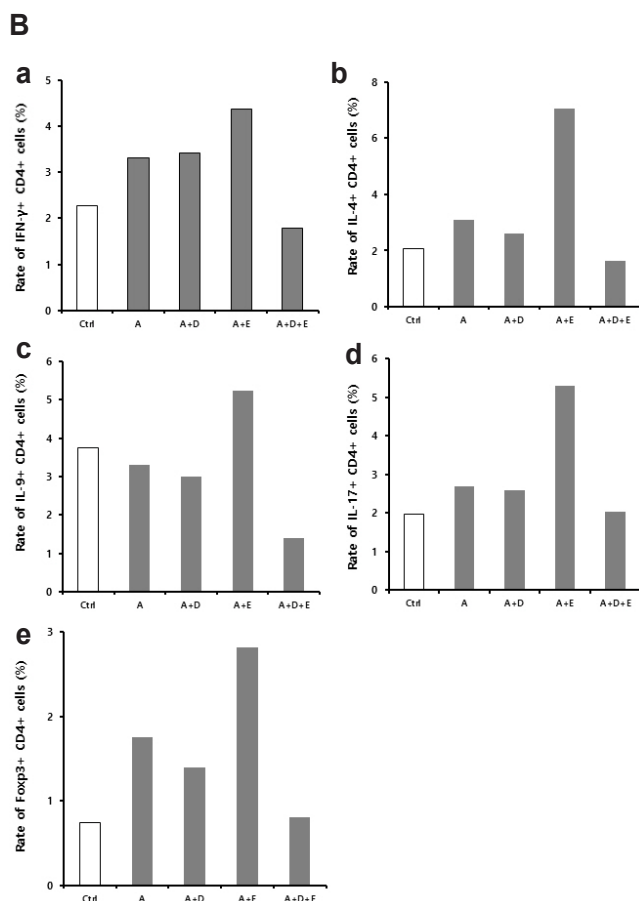 B
a
Rate of IFN-γ+ CD4+ cells (%)
5
4
3
2
1
0
Ctrl A A+D A+E A+D+E
b
Rate of IL-4+ CD4+ cells (%)
8
6
4
2
0
Ctrl A A+D A+E A+D+E
c
Rate of IL-9+ CD4+ cells (%)
6
5
4
3
2
1
0
Ctrl A A+D A+E A+D+E
d
Rate of IL-17+ CD4+ cells (%)
6
5
4
3
2
1
0
Ctrl A A+D A+E A+D+E
e
Rate of Foxp3+ CD4+ cells (%)
3
2
1
0
Ctrl A A+D A+E A+D+E